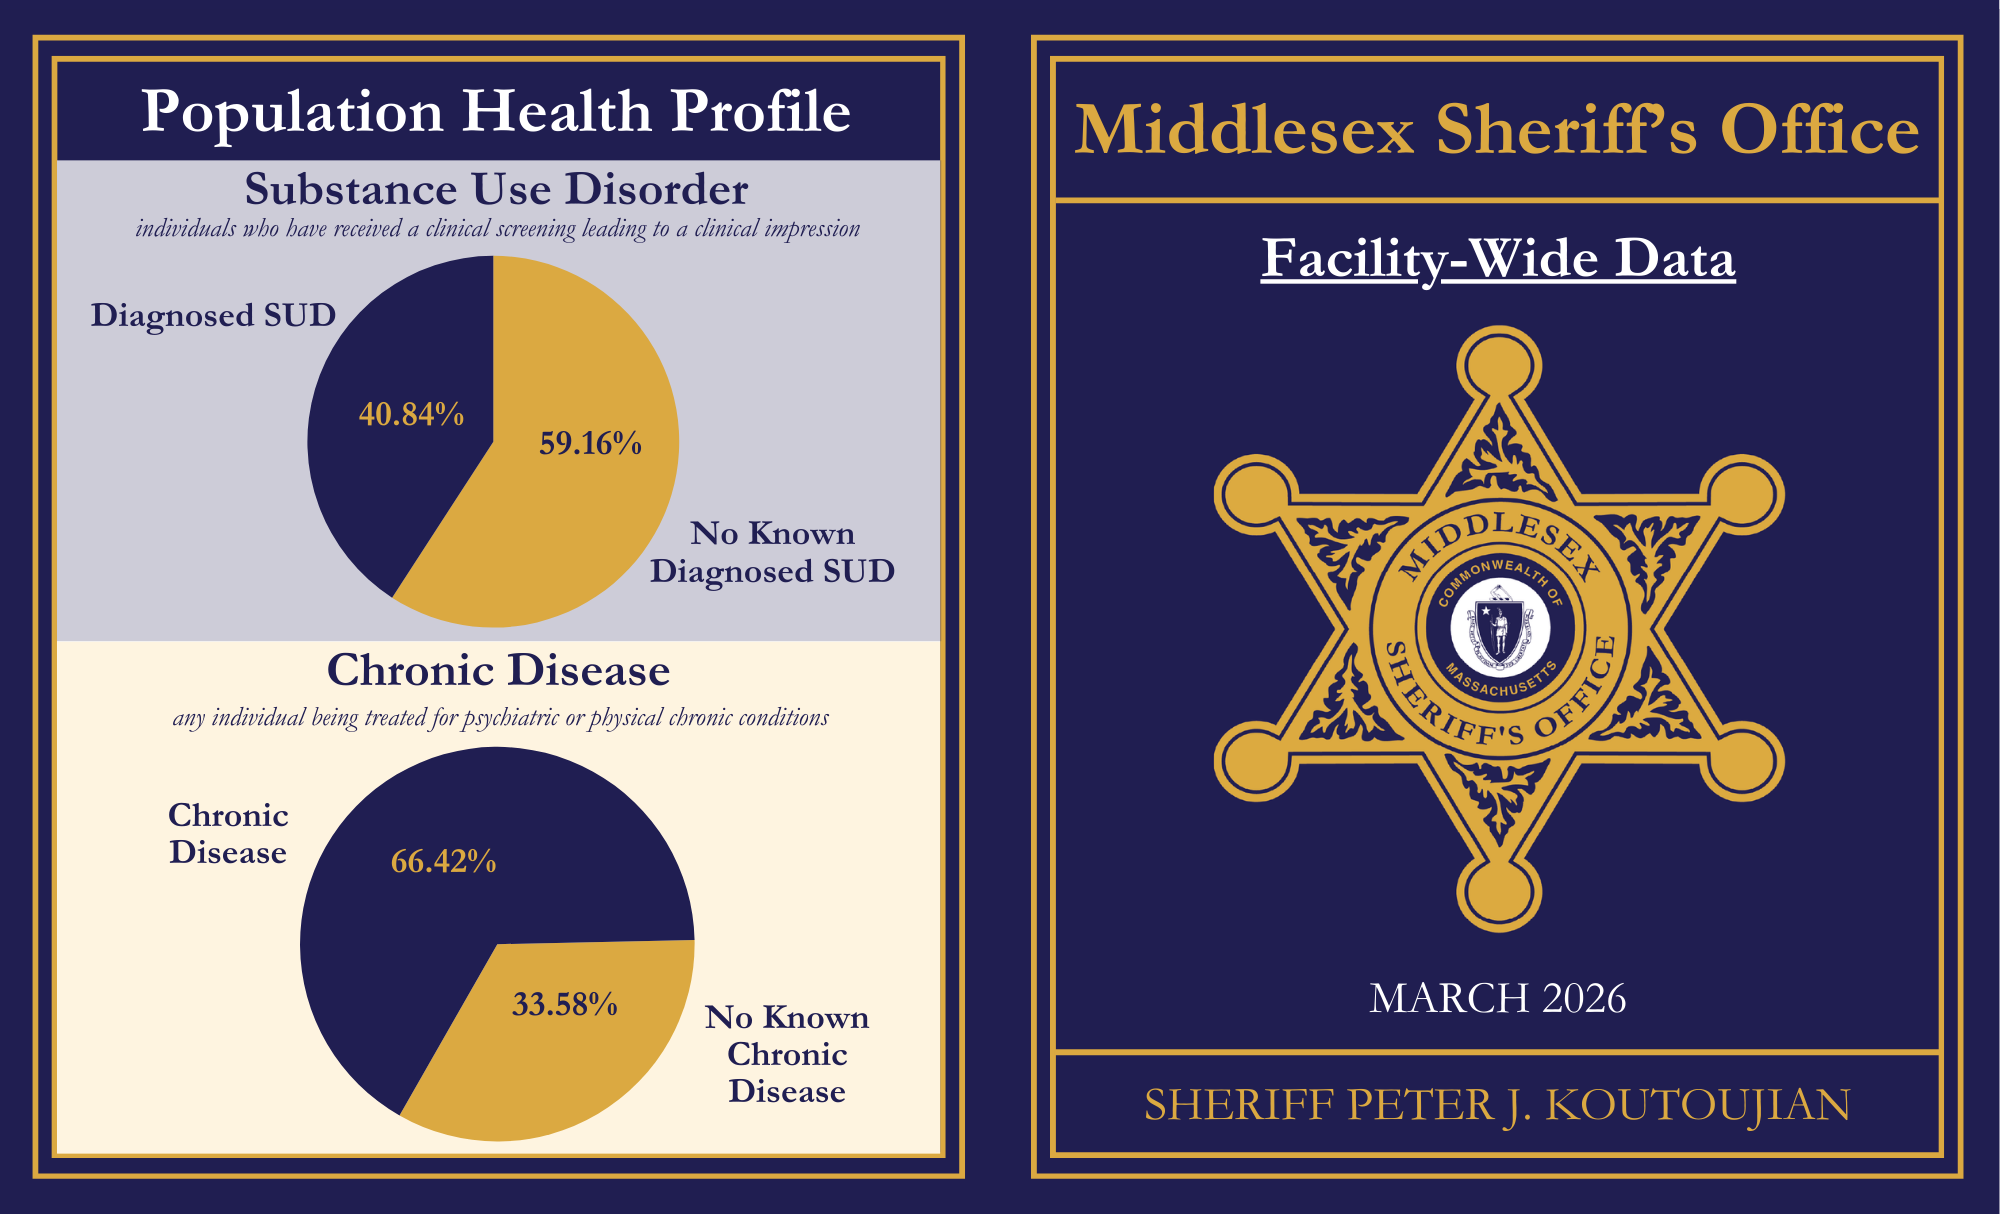 Population Health Profile
Substance Use Disorder
individuals who have received a clinical screening leading to a clinical impression
Diagnosed SUD
40.84%
59.16%
No Known
Diagnosed SUD
Chronic Disease
any individual being treated for psychiatric or physical chronic conditions
Chronic
Disease
66.42%
33.58%
No Known
Chronic
Disease
Middlesex Sheriff’s Office
Facility-Wide Data
MIDDLESEX
COMMONWEALTH OF
MASSACHUSETTS
SHERIFF'S OFFICE
MARCH 2026
SHERIFF PETER J. KOUTOUJIAN